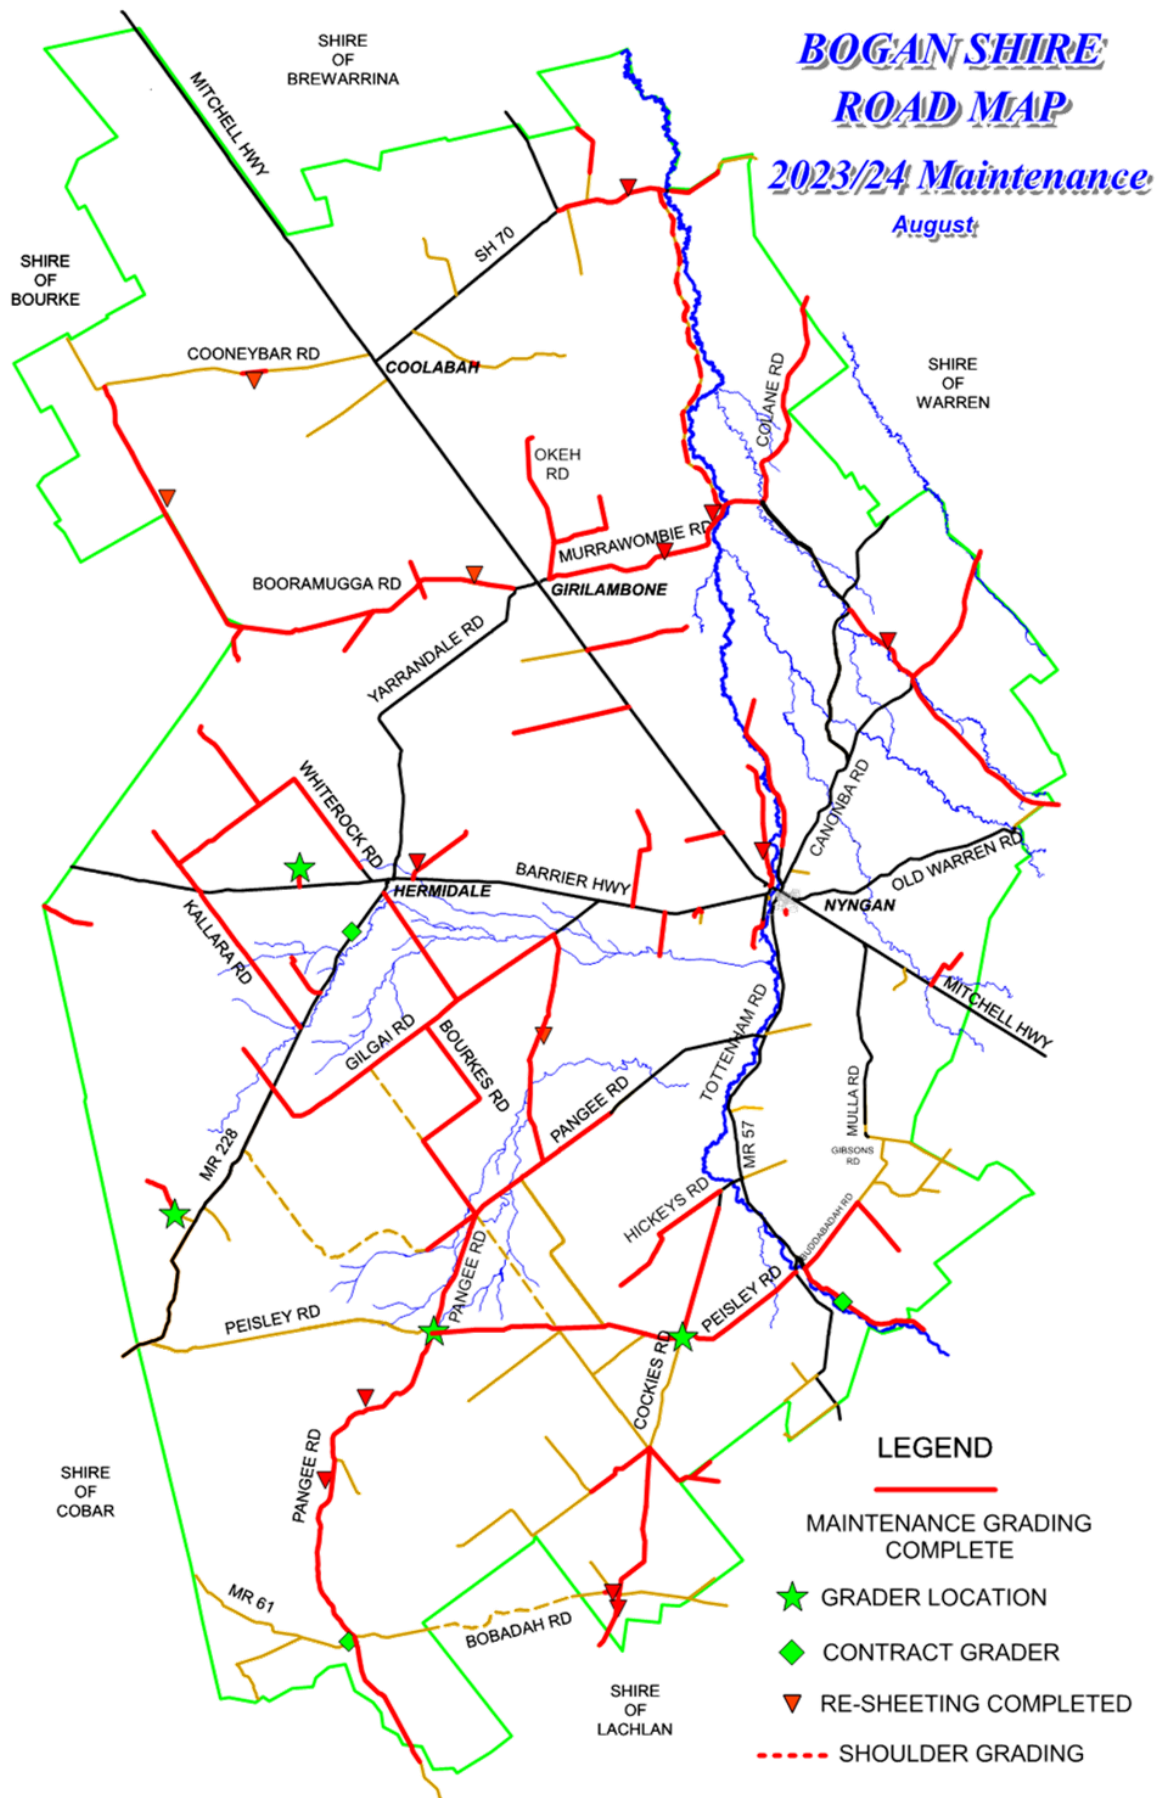 BOGAN SHIRE
ROAD MAP
2023/24 Maintenance
August
SHIRE
OF
BREWARRINA
MITCHELL HWY
SH 70
SHIRE
OF
BOURKE
COONEYBAR RD
COOLABAH
SHIRE
OF
WARREN
COLANE RD
OKEH
RD
MURRAWOMBIE RD
BOORAMUGGA RD
GIRILAMBONE
YARRANDALE RD
WHITEROCK RD
CANONBA RD
OLD WARREN RD
BARRIER HWY
HERMIDALE
NYNGAN
KALLARA RD
MITCHELL HWY
GILGAI RD
BOURKES RD
TOTTENHAM RD
PANGEE RD
MULLA RD
MR 228
MR 57
GIBSONS
RD
HICKEYS RD
BUDDABADAH RD
PANGEE RD
PEISLEY RD
PEISLEY RD
COCKIES RD
PANGEE RD
SHIRE
OF
COBAR
MR 61
BOBADAH RD
SHIRE
OF
LACHLAN
LEGEND
MAINTENANCE GRADING
COMPLETE
GRADER LOCATION
CONTRACT GRADER
RE-SHEETING COMPLETED
SHOULDER GRADING